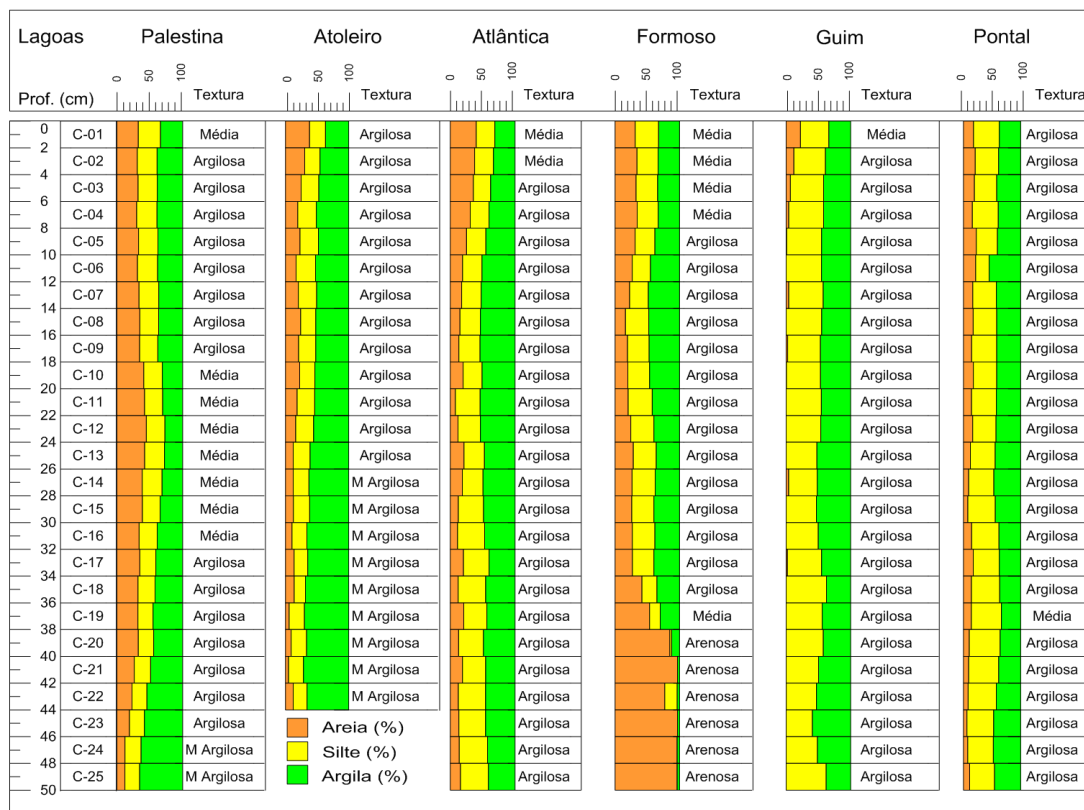 Lagoas Palestina Atoleiro Atlântica Formoso Guim Pontal
Prof. (cm) 0 50 100 Textura 0 50 100 Textura 0 50 100 Textura 0 50 100 Textura 0 50 100 Textura 0 50 100 Textura
0 C-01 Média Argilosa Média Média Média Argilosa
2 C-02 Argilosa Argilosa Média Média Argilosa Argilosa
4 C-03 Argilosa Argilosa Argilosa Média Argilosa Argilosa
6 C-04 Argilosa Argilosa Argilosa Média Argilosa Argilosa
8 C-05 Argilosa Argilosa Argilosa Argilosa Argilosa Argilosa
10 C-06 Argilosa Argilosa Argilosa Argilosa Argilosa Argilosa
12 C-07 Argilosa Argilosa Argilosa Argilosa Argilosa Argilosa
14 C-08 Argilosa Argilosa Argilosa Argilosa Argilosa Argilosa
16 C-09 Argilosa Argilosa Argilosa Argilosa Argilosa Argilosa
18 C-10 Média Argilosa Argilosa Argilosa Argilosa Argilosa
20 C-11 Média Argilosa Argilosa Argilosa Argilosa Argilosa
22 C-12 Média Argilosa Argilosa Argilosa Argilosa Argilosa
24 C-13 Média Argilosa Argilosa Argilosa Argilosa Argilosa
26 C-14 Média M Argilosa Argilosa Argilosa Argilosa Argilosa
28 C-15 Média M Argilosa Argilosa Argilosa Argilosa Argilosa
30 C-16 Média M Argilosa Argilosa Argilosa Argilosa Argilosa
32 C-17 Argilosa M Argilosa Argilosa Argilosa Argilosa Argilosa
34 C-18 Argilosa M Argilosa Argilosa Argilosa Argilosa Argilosa
36 C-19 Argilosa M Argilosa Argilosa Média Argilosa Média
38 C-20 Argilosa M Argilosa Argilosa Arenosa Argilosa Argilosa
40 C-21 Argilosa M Argilosa Argilosa Arenosa Argilosa Argilosa
42 C-22 Argilosa M Argilosa Argilosa Arenosa Argilosa Argilosa
44 C-23 Argilosa Areia (%) Argilosa Arenosa Argilosa Argilosa
46 C-24 M Argilosa Silte (%) Argilosa Arenosa Argilosa Argilosa
48 C-25 M Argilosa Argila (%) Argilosa Arenosa Argilosa Argilosa
50